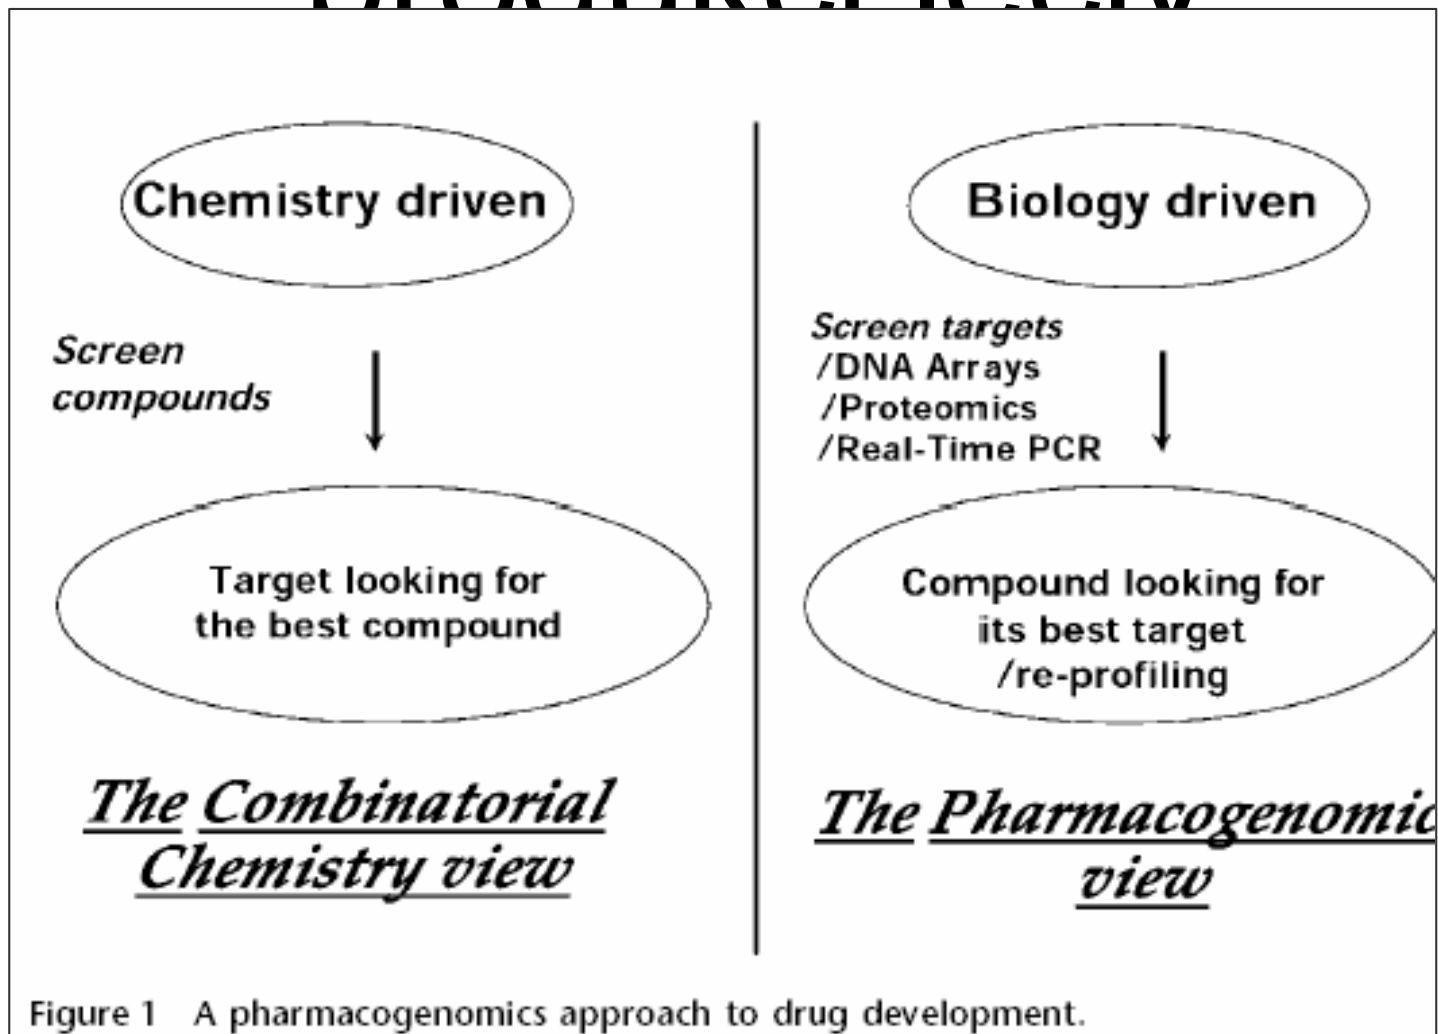 Chemistry driven
Screen
compounds
Target looking for
the best compound
The Combinatorial
Chemistry view
Biology driven
Screen targets
/DNA Arrays
/Proteomics
/Real-Time PCR
Compound looking for
its best target
/re-profiling
The Pharmacogenomic
view
Figure 1 A pharmacogenomics approach to drug development.